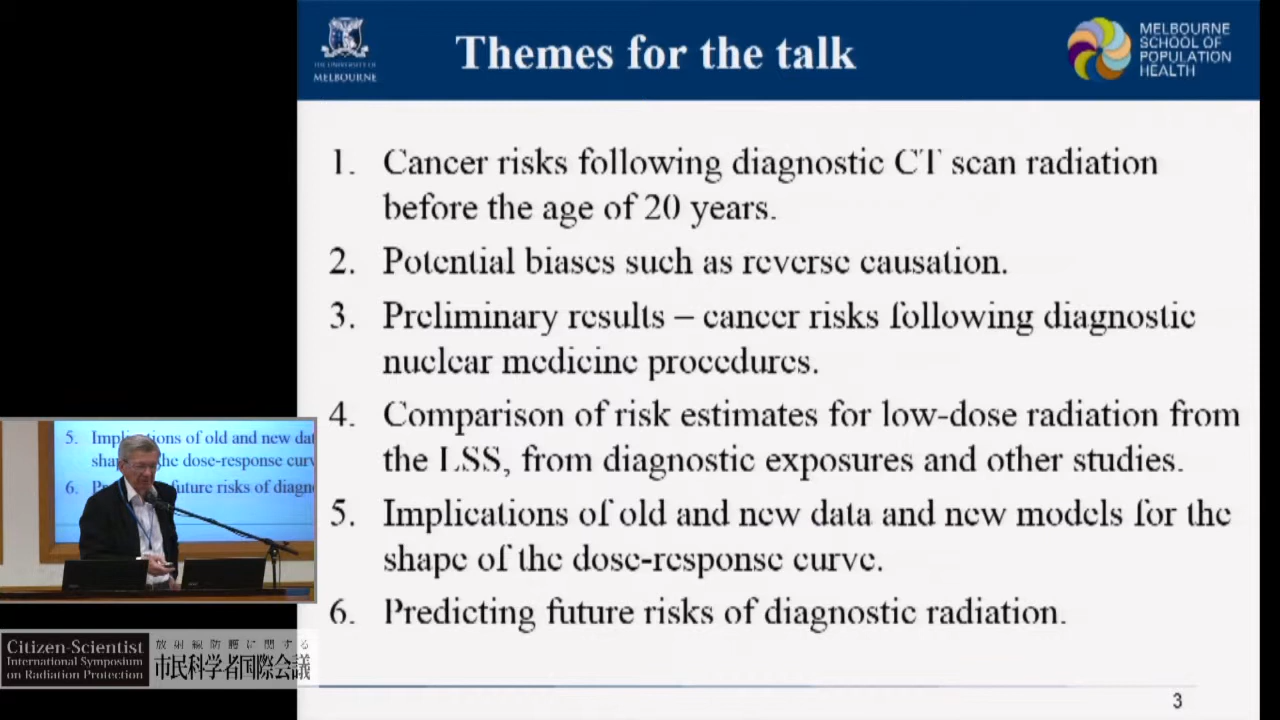 THE UNIVERSITY OF
MELBOURNE
Themes for the talk
MELBOURNE
SCHOOL OF
POPULATION
HEALTH
1. Cancer risks following diagnostic CT scan radiation
before the age of 20 years.
2. Potential biases such as reverse causation.
3. Preliminary results – cancer risks following diagnostic
nuclear medicine procedures.
4. Comparison of risk estimates for low-dose radiation from
the LSS, from diagnostic exposures and other studies.
5. Implications of old and new data and new models for the
shape of the dose-response curve.
6. Predicting future risks of diagnostic radiation.
3
5. Implications of old and new dat
shap the dose-response curv
6. Pr future risks of diagn
Citizen-Scientist
International Symposium
on Radiation Protection
放射線防護に関する
市民科学者国際会議